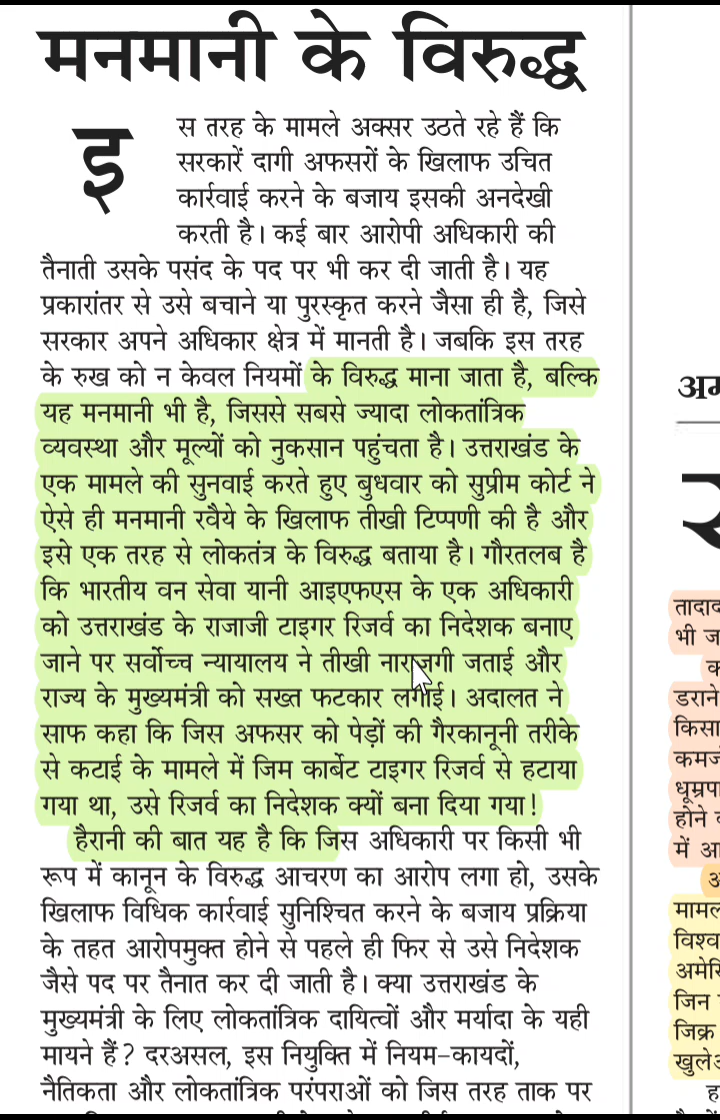 मनमानी के विरुद्ध
इस तरह के मामले अक्सर उठते रहे हैं कि
सरकारें दागी अफसरों के खिलाफ उचित
कार्रवाई करने के बजाय इसकी अनदेखी
करती है। कई बार आरोपी अधिकारी की
तैनाती उसके पसंद के पद पर भी कर दी जाती है। यह
प्रकारांतर से उसे बचाने या पुरस्कृत करने जैसा ही है, जिसे
सरकार अपने अधिकार क्षेत्र में मानती है। जबकि इस तरह
के रुख को न केवल नियमों के विरुद्ध माना जाता है, बल्कि
यह मनमानी भी है, जिससे सबसे ज्यादा लोकतांत्रिक
व्यवस्था और मूल्यों को नुकसान पहुंचता है। उत्तराखंड के
एक मामले की सुनवाई करते हुए बुधवार को सुप्रीम कोर्ट ने
ऐसे ही मनमानी रवैये के खिलाफ तीखी टिप्पणी की है और
इसे एक तरह से लोकतंत्र के विरुद्ध बताया है। गौरतलब है
कि भारतीय वन सेवा यानी आइएफएस के एक अधिकारी
को उत्तराखंड के राजाजी टाइगर रिजर्व का निदेशक बनाए
जाने पर सर्वोच्च न्यायालय ने तीखी नाराजगी जताई और
राज्य के मुख्यमंत्री को सख्त फटकार लगाई। अदालत ने
साफ कहा कि जिस अफसर को पेड़ों की गैरकानूनी तरीके
से कटाई के मामले में जिम कार्बेट टाइगर रिजर्व से हटाया
गया था, उसे रिजर्व का निदेशक क्यों बना दिया गया!
हैरानी की बात यह है कि जिस अधिकारी पर किसी भी
रूप में कानून के विरुद्ध आचरण का आरोप लगा हो, उसके
खिलाफ विधिक कार्रवाई सुनिश्चित करने के बजाय प्रक्रिया
के तहत आरोपमुक्त होने से पहले ही फिर से उसे निदेशक
जैसे पद पर तैनात कर दी जाती है। क्या उत्तराखंड के
मुख्यमंत्री के लिए लोकतांत्रिक दायित्वों और मर्यादा के यही
मायने हैं? दरअसल, इस नियुक्ति में नियम-कायदों,
नैतिकता और लोकतांत्रिक परंपराओं को जिस तरह ताक पर
भी ज
डराने
किसा
होने
में आ
मामल
विश्व
अमेरि
जिन
जिक्र